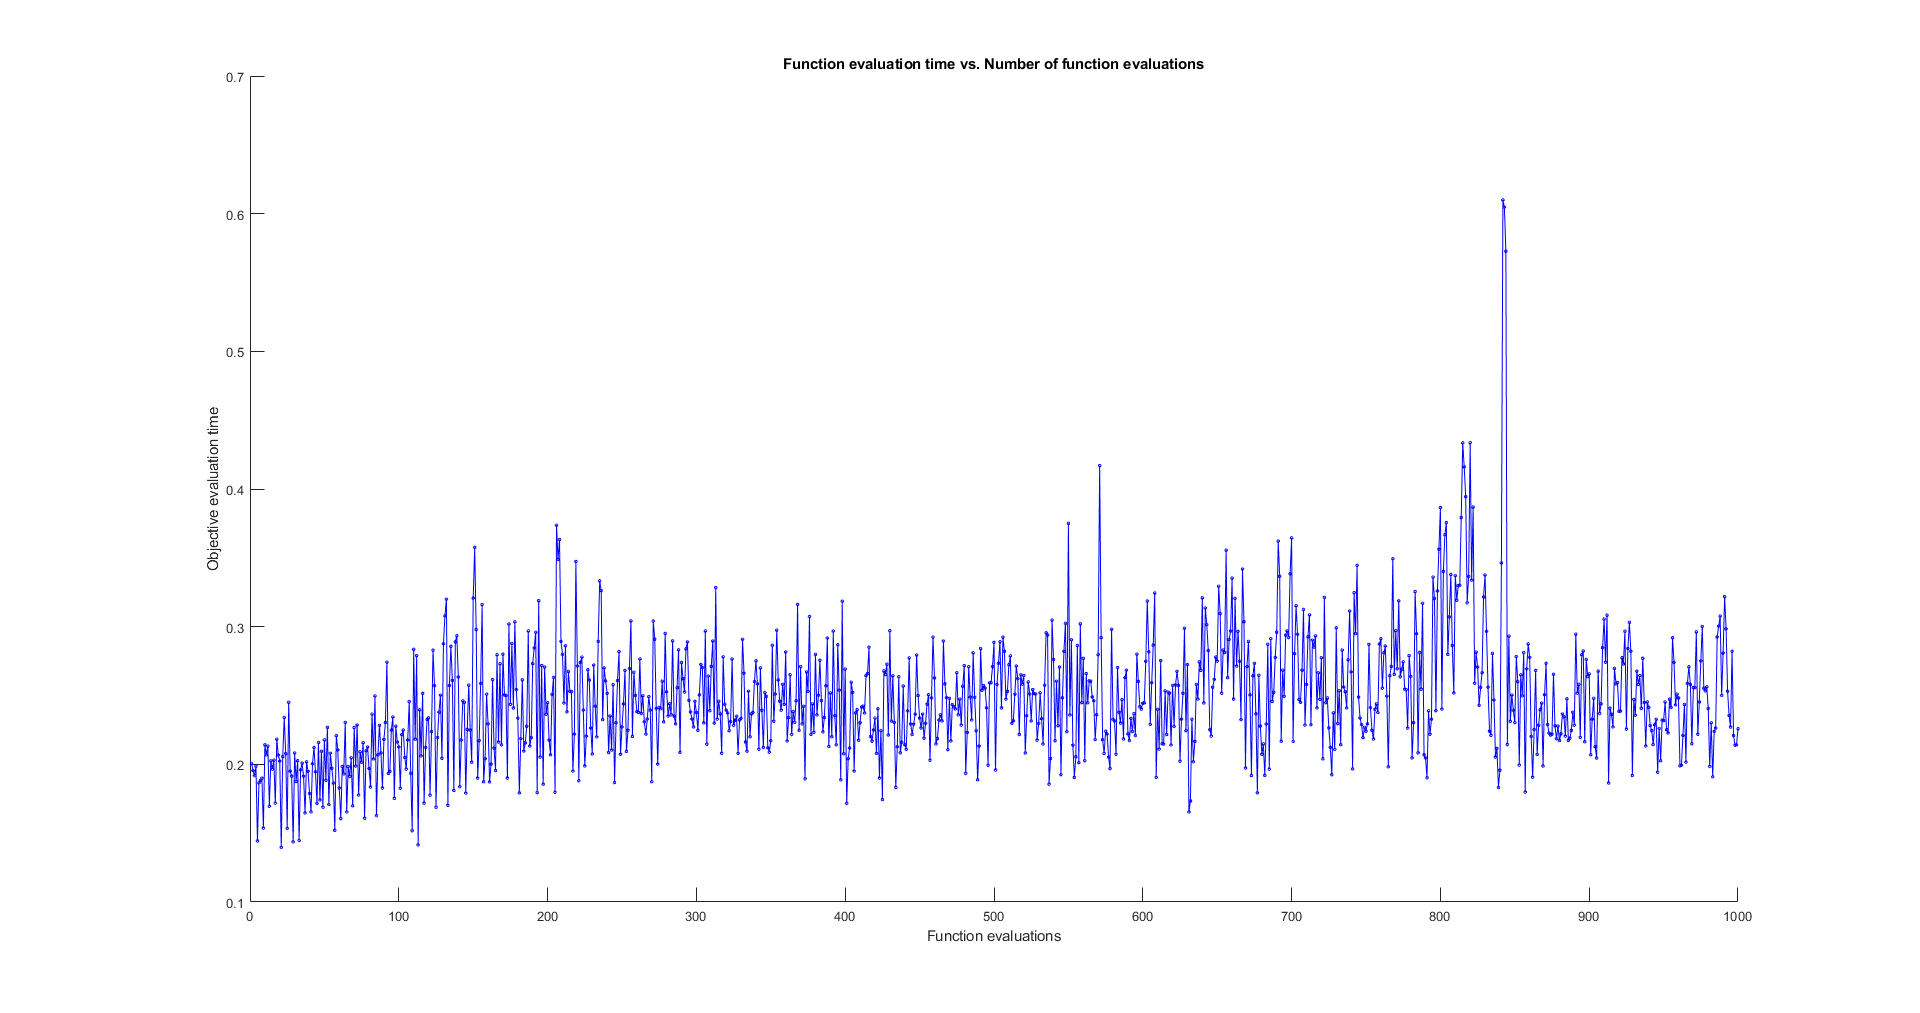 Function evaluation time vs. Number of function evaluations
0.7
0.6
0.5
0.4
0.3
0.2
0.1
Objective evaluation time
0 100 200 300 400 500 600 700 800 900 1000
Function evaluations